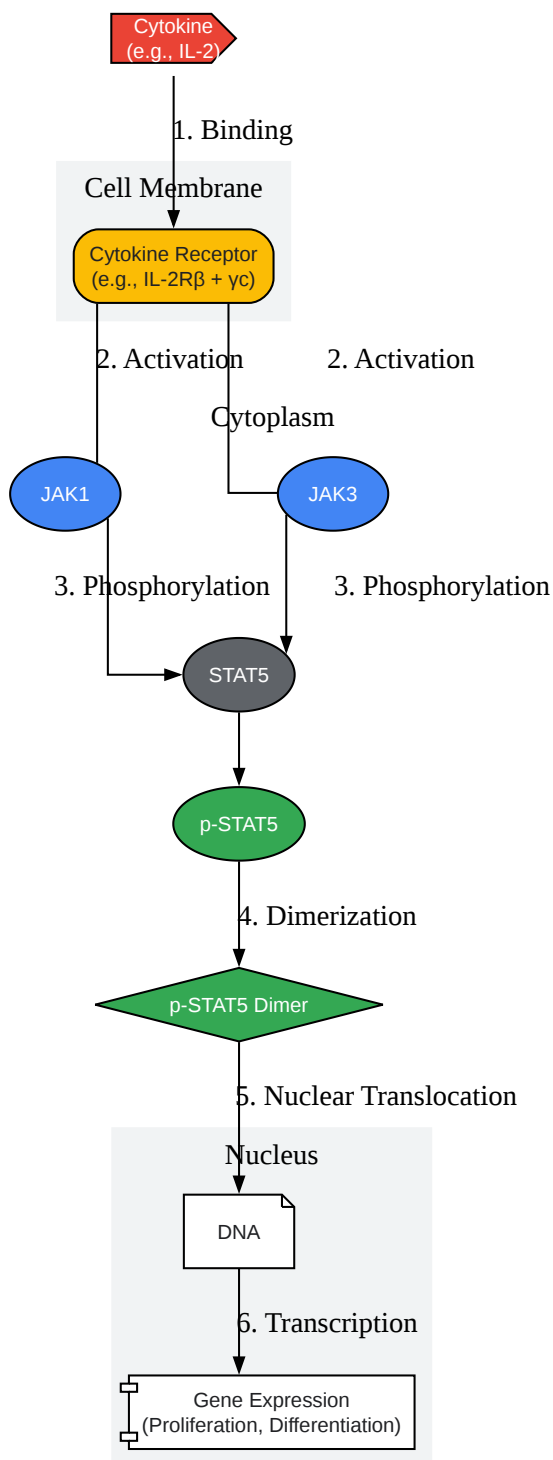 Cytokine
(e.g., IL-2)
1. Binding
Cell Membrane
Cytokine Receptor
(e.g., IL-2Rβ + γc)
2. Activation
2. Activation
Cytoplasm
JAK1
JAK3
3. Phosphorylation
3. Phosphorylation
STAT5
p-STAT5
4. Dimerization
p-STAT5 Dimer
5. Nuclear Translocation
Nucleus
DNA
6. Transcription
Gene Expression
(Proliferation, Differentiation)